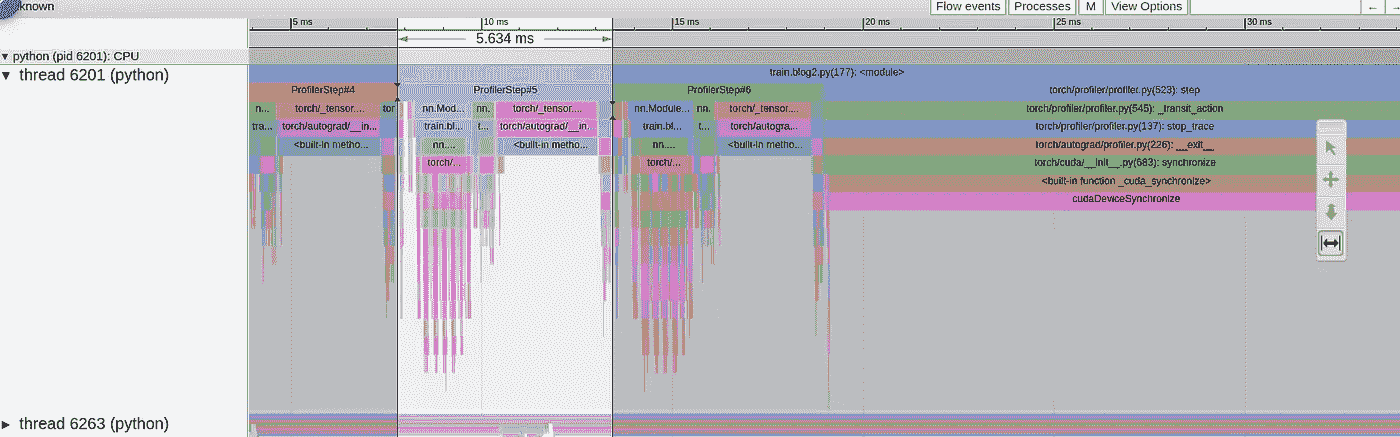 known
Flow events Processes M View Options ← →
5 ms 10 ms 15 ms 20 ms 25 ms 30 ms
5.634 ms
▼ python (pid 6201): CPU
▼ thread 6201 (python)
train.blog2.py(177): <module>
ProfilerStep#4 ProfilerStep#5 ProfilerStep#6 torch/profiler/profiler.py(523): step
n... torch/_tensor.... tor nn.Mod... nn. torch/_tensor.... nn.Module... nn. torch/_tensor.... torch/profiler/profiler.py(545): _transit_action
tra... torch/autograd/__in... train.bl... t... torch/autograd/__in. train.bl... t... torch/autogra... torch/profiler/profiler.py(137): stop_trace
<built-in metho... nn.... <built-in metho... nn.... <built-in metho... torch/autograd/profiler.py(226): __exit__
torch/... torch/... torch/cuda/__init__.py(683): synchronize
<built-in function _cuda_synchronize>
cudaDeviceSynchronize
► thread 6263 (python)